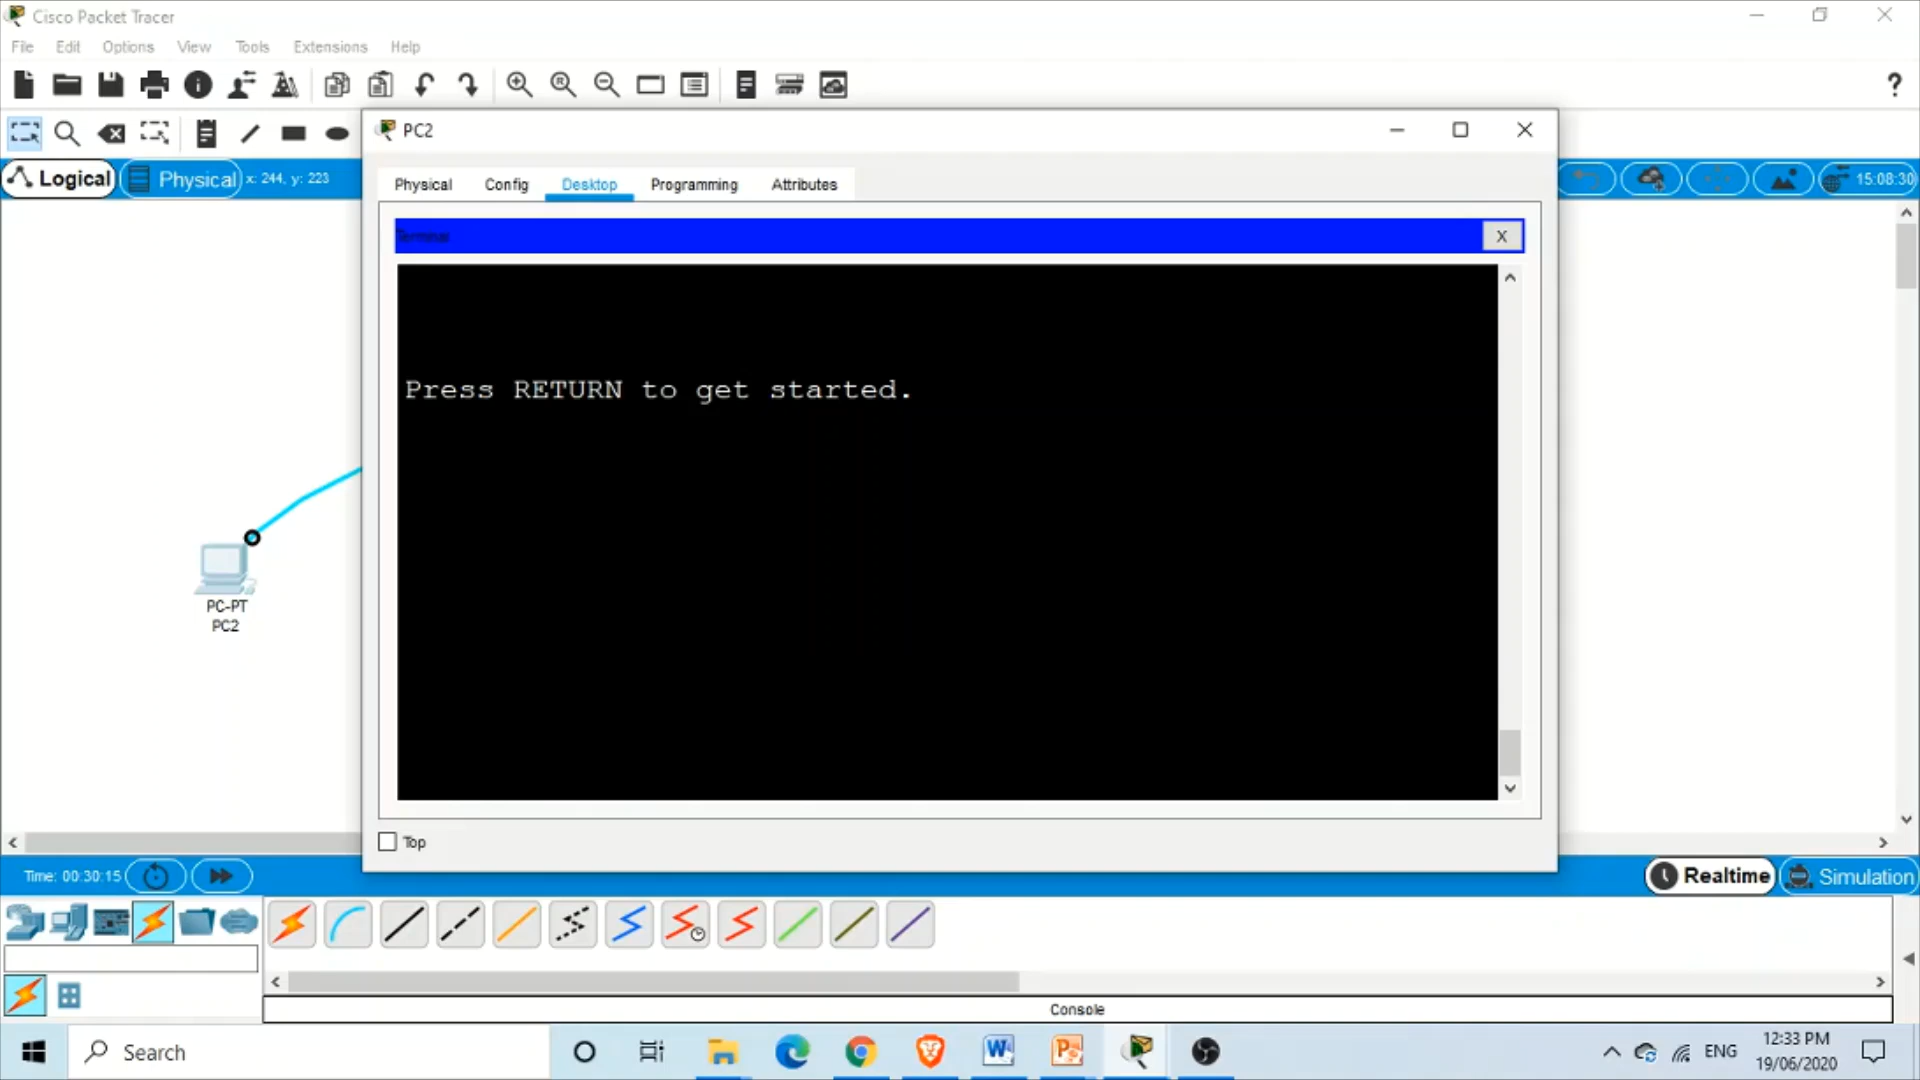 Cisco Packet Tracer
File Edit Options View Tools Extensions Help
PC2
Logical Physical x: 244, y: 223
15:08:30
Physical Config Desktop Programming Attributes
Terminal
X
Press RETURN to get started.
PC-PT
PC2
Top
Time: 00:30:15
Realtime Simulation
Console
Search
ENG
12:33 PM
19/06/2020